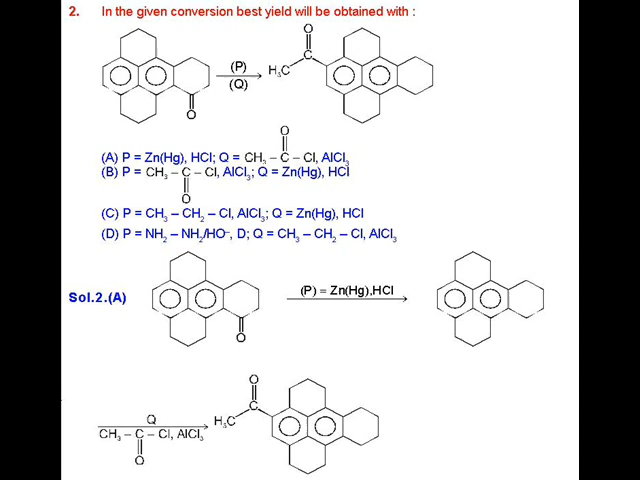 2. In the given conversion best yield will be obtained with :
O
C
H₃C
(P)
(Q)
O
O
(A) P = Zn(Hg), HCl; Q = CH₃ – C – Cl, AlCl₃
(B) P = CH₃ – C – Cl, AlCl₃; Q = Zn(Hg), HCl
O
(C) P = CH₃ – CH₂ – Cl, AlCl₃; Q = Zn(Hg), HCl
(D) P = NH₂ – NH₂/HO⁻, D; Q = CH₃ – CH₂ – Cl, AlCl₃
Sol.2.(A)
(P) = Zn(Hg),HCl
O
O
C
H₃C
Q
CH₃ – C – Cl, AlCl₃
O